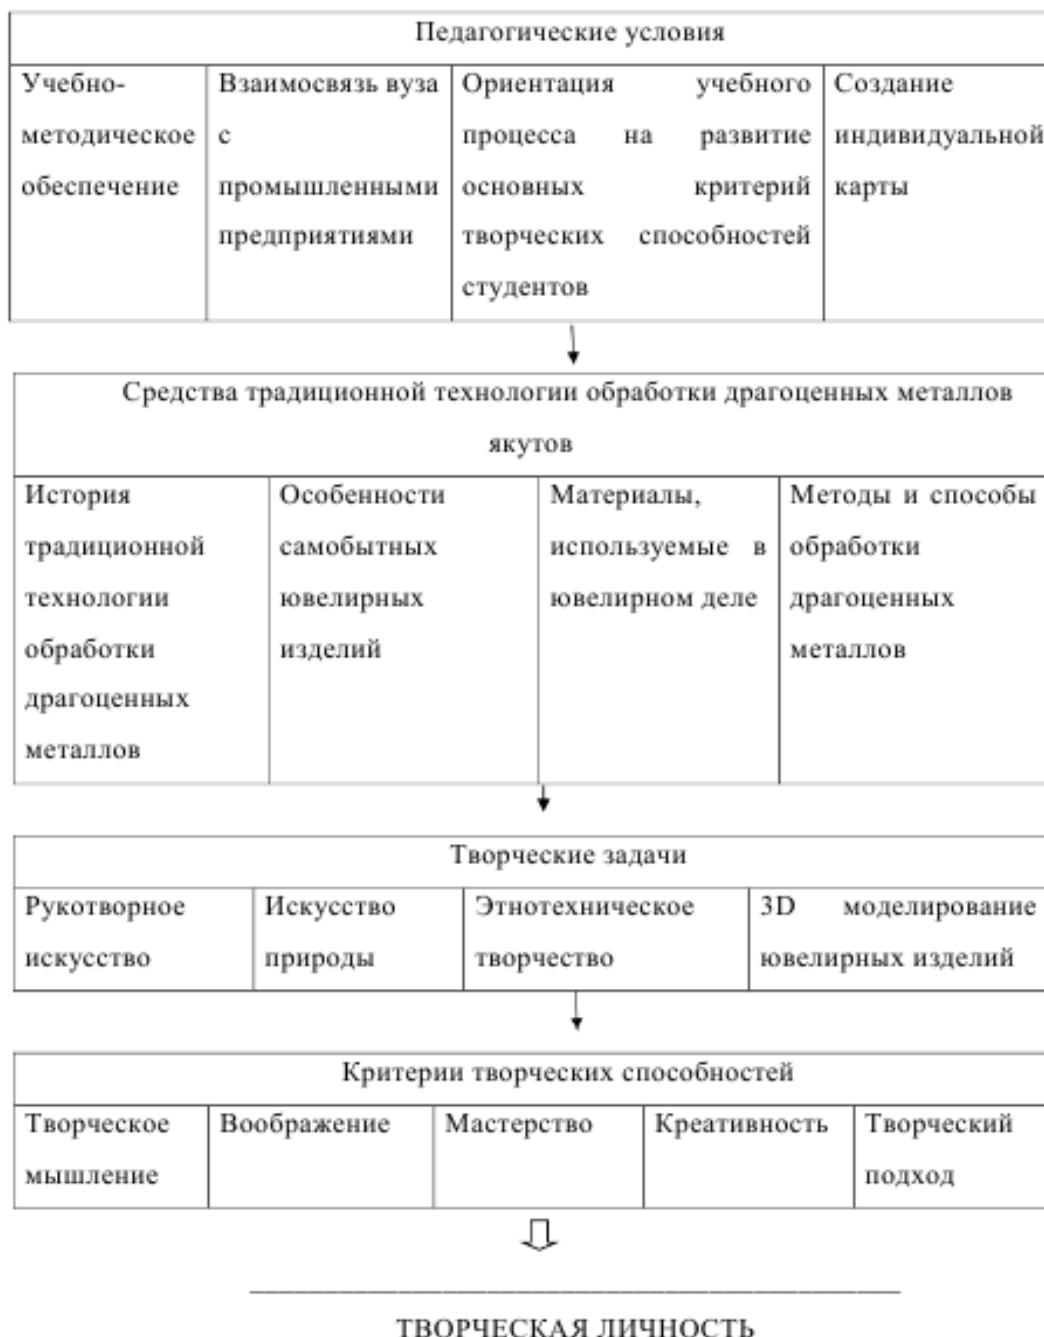 Педагогические условия
Учебно-
методическое
обеспечение
Взаимосвязь вуза
с
промышленными
предприятиями
Ориентация учебного
процесса на развитие
основных критерий
творческих способностей
студентов
Создание
индивидуальной
карты
Средства традиционной технологии обработки драгоценных металлов
якутов
История
традиционной
технологии
обработки
драгоценных
металлов
Особенности
самобытных
ювелирных
изделий
Материалы,
используемые в
ювелирном деле
Методы и способы
обработки
драгоценных
металлов
Творческие задачи
Рукотворное
искусство
Искусство
природы
Этнотехническое
творчество
3D моделирование
ювелирных изделий
Критерии творческих способностей
Творческое
мышление
Воображение
Мастерство
Креативность
Творческий
подход
ТВОРЧЕСКАЯ ЛИЧНОСТЬ